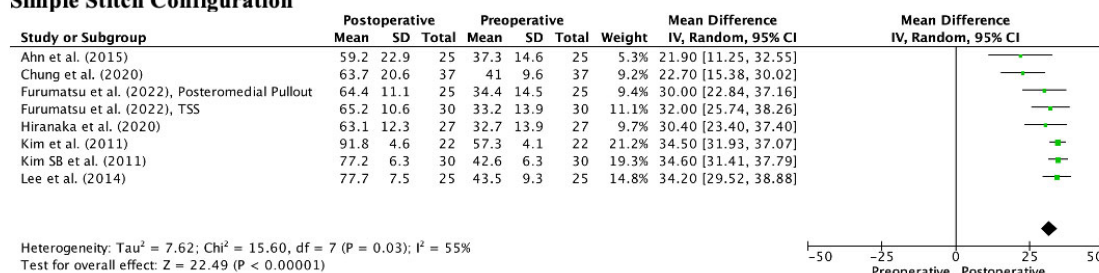 Simple Stitch Configuration
Postoperative Preoperative Mean Difference Mean Difference
Study or Subgroup Mean SD Total Mean SD Total Weight IV, Random, 95% CI IV, Random, 95% CI
Ahn et al. (2015) 59.2 22.9 25 37.3 14.6 25 5.3% 21.90 [11.25, 32.55]
Chung et al. (2020) 63.7 20.6 37 41 9.6 37 9.2% 22.70 [15.38, 30.02]
Furumatsu et al. (2022), Posteromedial Pullout 64.4 11.1 25 34.4 14.5 25 9.4% 30.00 [22.84, 37.16]
Furumatsu et al. (2022), TSS 65.2 10.6 30 33.2 13.9 30 11.1% 32.00 [25.74, 38.26]
Hiranaka et al. (2020) 63.1 12.3 27 32.7 13.9 27 9.7% 30.40 [23.40, 37.40]
Kim et al. (2011) 91.8 4.6 22 57.3 4.1 22 21.2% 34.50 [31.93, 37.07]
Kim SB et al. (2011) 77.2 6.3 30 42.6 6.3 30 19.3% 34.60 [31.41, 37.79]
Lee et al. (2014) 77.7 7.5 25 43.5 9.3 25 14.8% 34.20 [29.52, 38.88]
Heterogeneity: Tau² = 7.62; Chi² = 15.60, df = 7 (P = 0.03); I² = 55%
Test for overall effect: Z = 22.49 (P < 0.00001)
-50 -25 0 25 50
Preoperative Postoperative